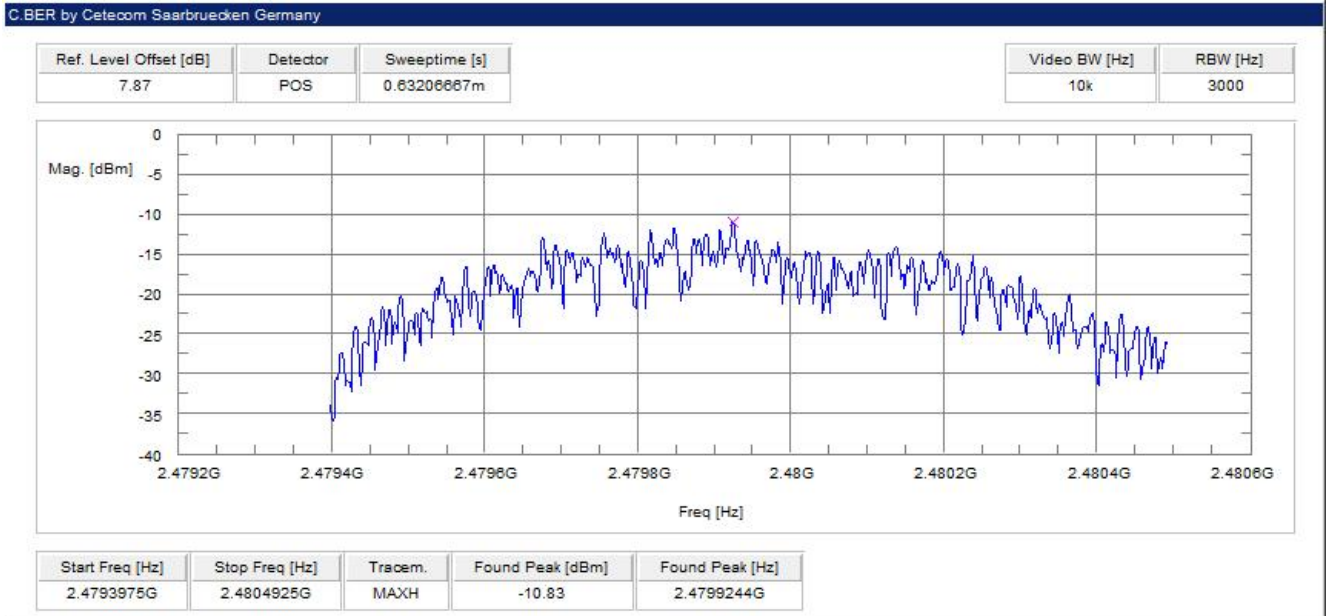 C.BER by Cetecom Saarbruecken Germany
Ref. Level Offset [dB] Detector Sweeptime [s] Video BW [Hz] RBW [Hz]
7.87 POS 0.63206667m 10k 3000
0
Mag. [dBm] -5
-10
-15
-20
-25
-30
-35
-40
2.4792G 2.4794G 2.4796G 2.4798G 2.48G 2.4802G 2.4804G 2.4806G
Freq [Hz]
Start Freq [Hz] Stop Freq [Hz] Tracem. Found Peak [dBm] Found Peak [Hz]
2.4793975G 2.4804925G MAXH -10.83 2.4799244G